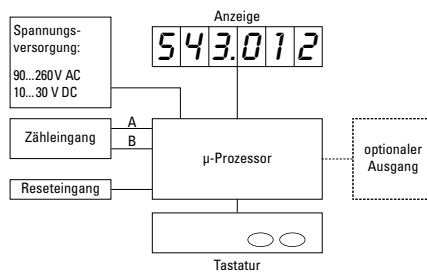 Anzeige
543.012
Spannungs-
versorgung:
90...260V AC
10...30 V DC
A
Zähleingang
B
µ-Prozessor
optionaler
Ausgang
Reseteingang
Tastatur